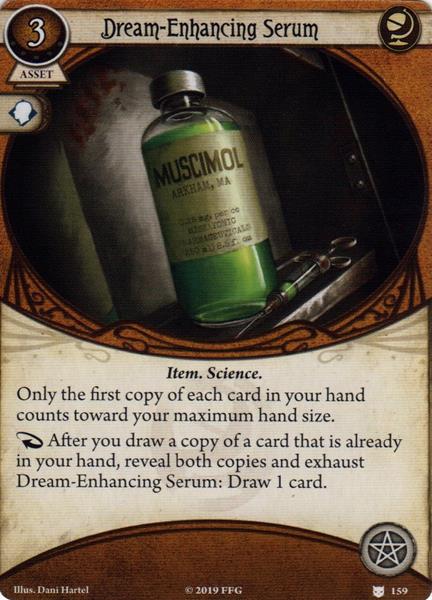 Dream-Enhancing Serum
3
ASSET
MUSCIMOL
ARKHAM, MA
MISKATONIC
PHARMACEUTICALS
Item. Science.
Only the first copy of each card in your hand
counts toward your maximum hand size.
After you draw a copy of a card that is already
in your hand, reveal both copies and exhaust
Dream-Enhancing Serum: Draw 1 card.
Illus. Dani Hartel
© 2019 FFG
159